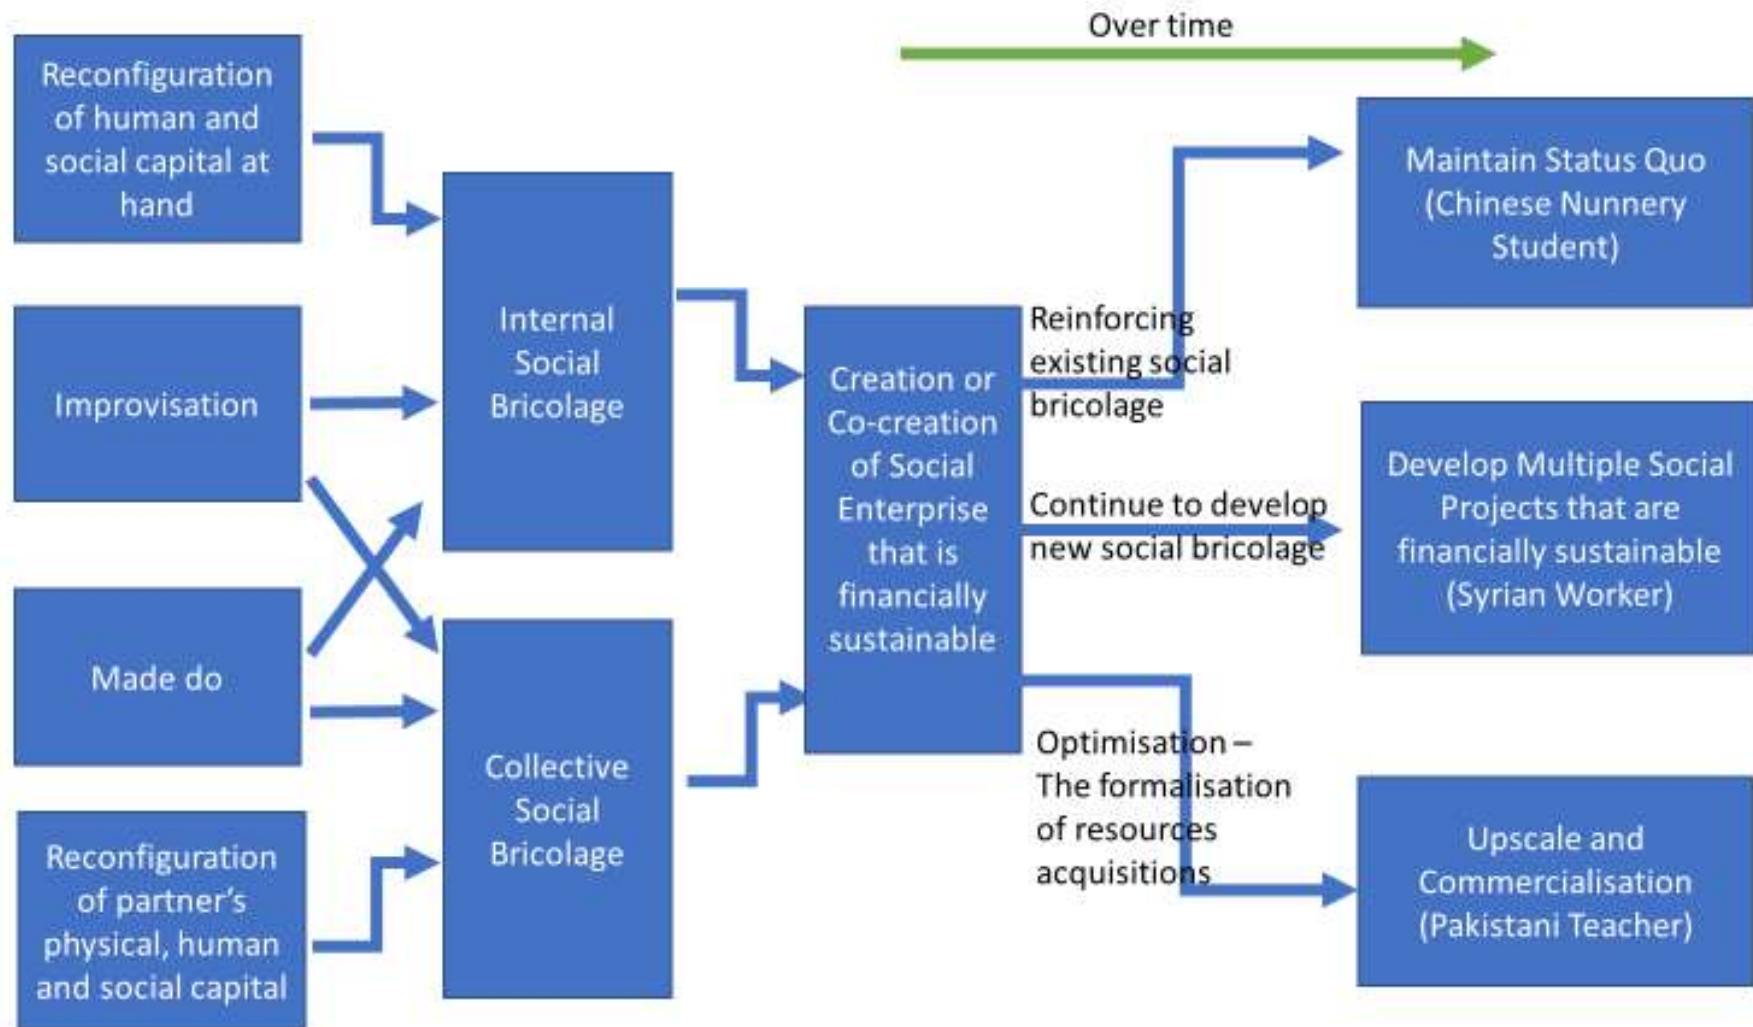 Over time
Reconfiguration
of human and
social capital at
hand
Improvisation
Made do
Reconfiguration
of partner’s
physical, human
and social capital
Internal
Social
Bricolage
Collective
Social
Bricolage
Creation or
Co-creation
of Social
Enterprise
that is
financially
sustainable
Reinforcing
existing social
bricolage
Continue to develop
new social bricolage
Optimisation –
The formalisation
of resources
acquisitions
Maintain Status Quo
(Chinese Nunnery
Student)
Develop Multiple Social
Projects that are
financially sustainable
(Syrian Worker)
Upscale and
Commercialisation
(Pakistani Teacher)